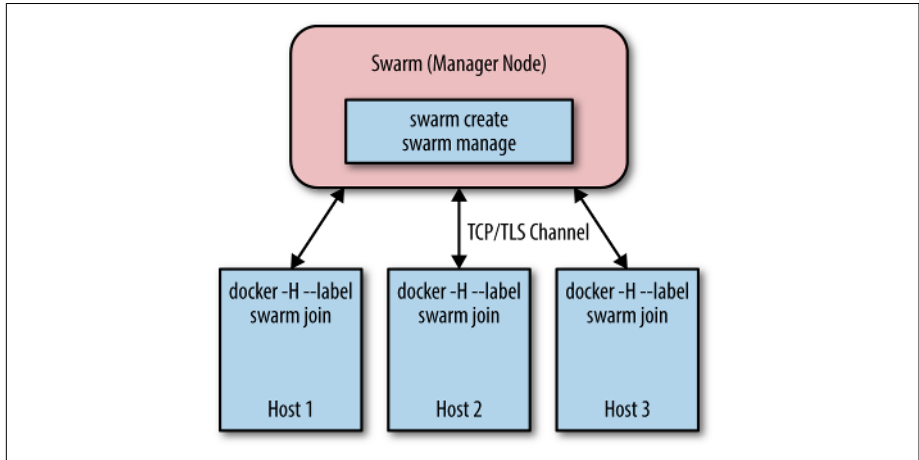 Swarm (Manager Node)
swarm create
swarm manage
TCP/TLS Channel
docker -H --label
swarm join
Host 1
docker -H --label
swarm join
Host 2
docker -H --label
swarm join
Host 3